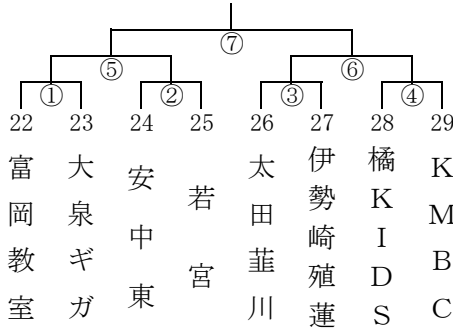 ⑦
⑤ ⑥
① ② ③ ④
22 23 24 25 26 27 28 29
富岡教室
大泉ギガ
安中東
若宮
太田韮川
伊勢崎殖蓮
橘KIDS
KMBC